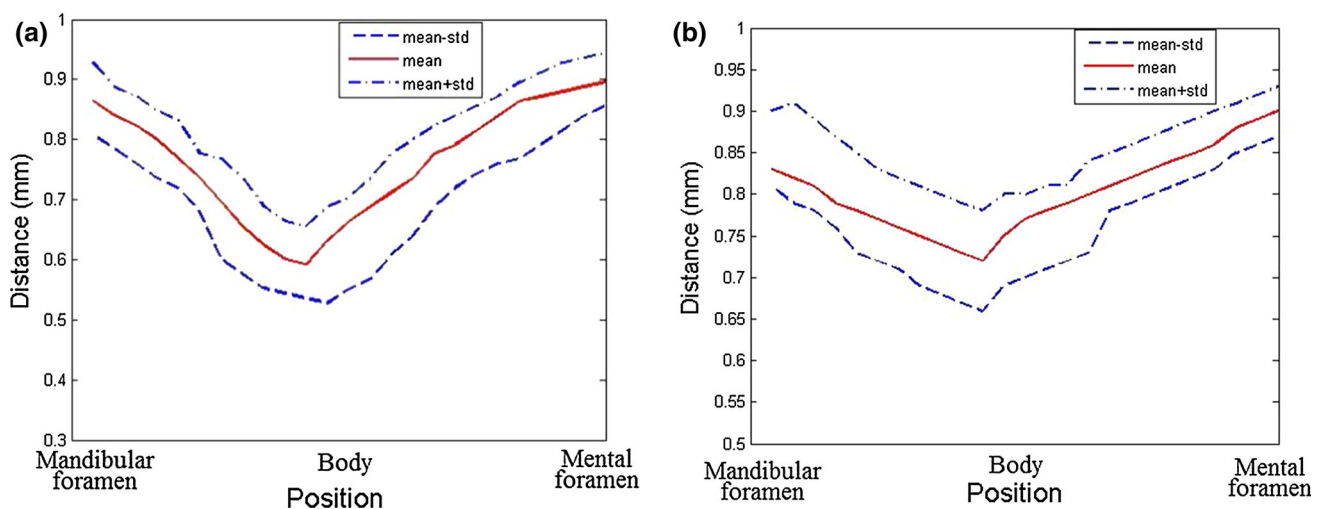 (a)
1
0.9
0.8
0.7
0.6
0.5
0.4
0.3
Distance (mm)
mean-std
mean
mean+std
Mandibular
foramen
Body
Mental
foramen
Position
(b)
1
0.95
0.9
0.85
0.8
0.75
0.7
0.65
0.6
0.55
0.5
Distance (mm)
mean-std
mean
mean+std
Mandibular
foramen
Body
Mental
foramen
Position